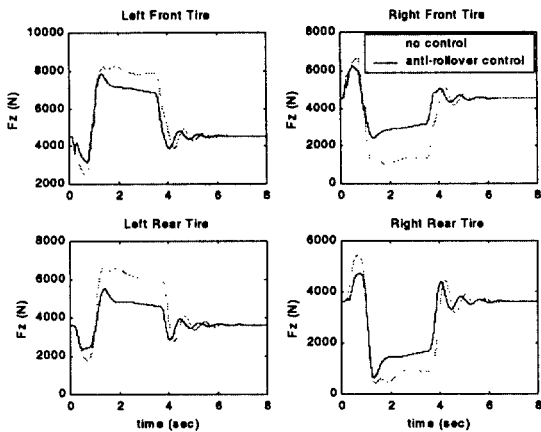 Left Front Tire
10000
8000
6000
4000
2000
0 2 4 6 8
Fz (N)
Right Front Tire
no control
anti-rollover control
8000
6000
4000
2000
0
0 2 4 6 8
Fz (N)
Left Rear Tire
8000
6000
4000
2000
0
0 2 4 6 8
Fz (N)
time (sec)
Right Rear Tire
6000
4000
2000
0
0 2 4 6 8
Fz (N)
time (sec)